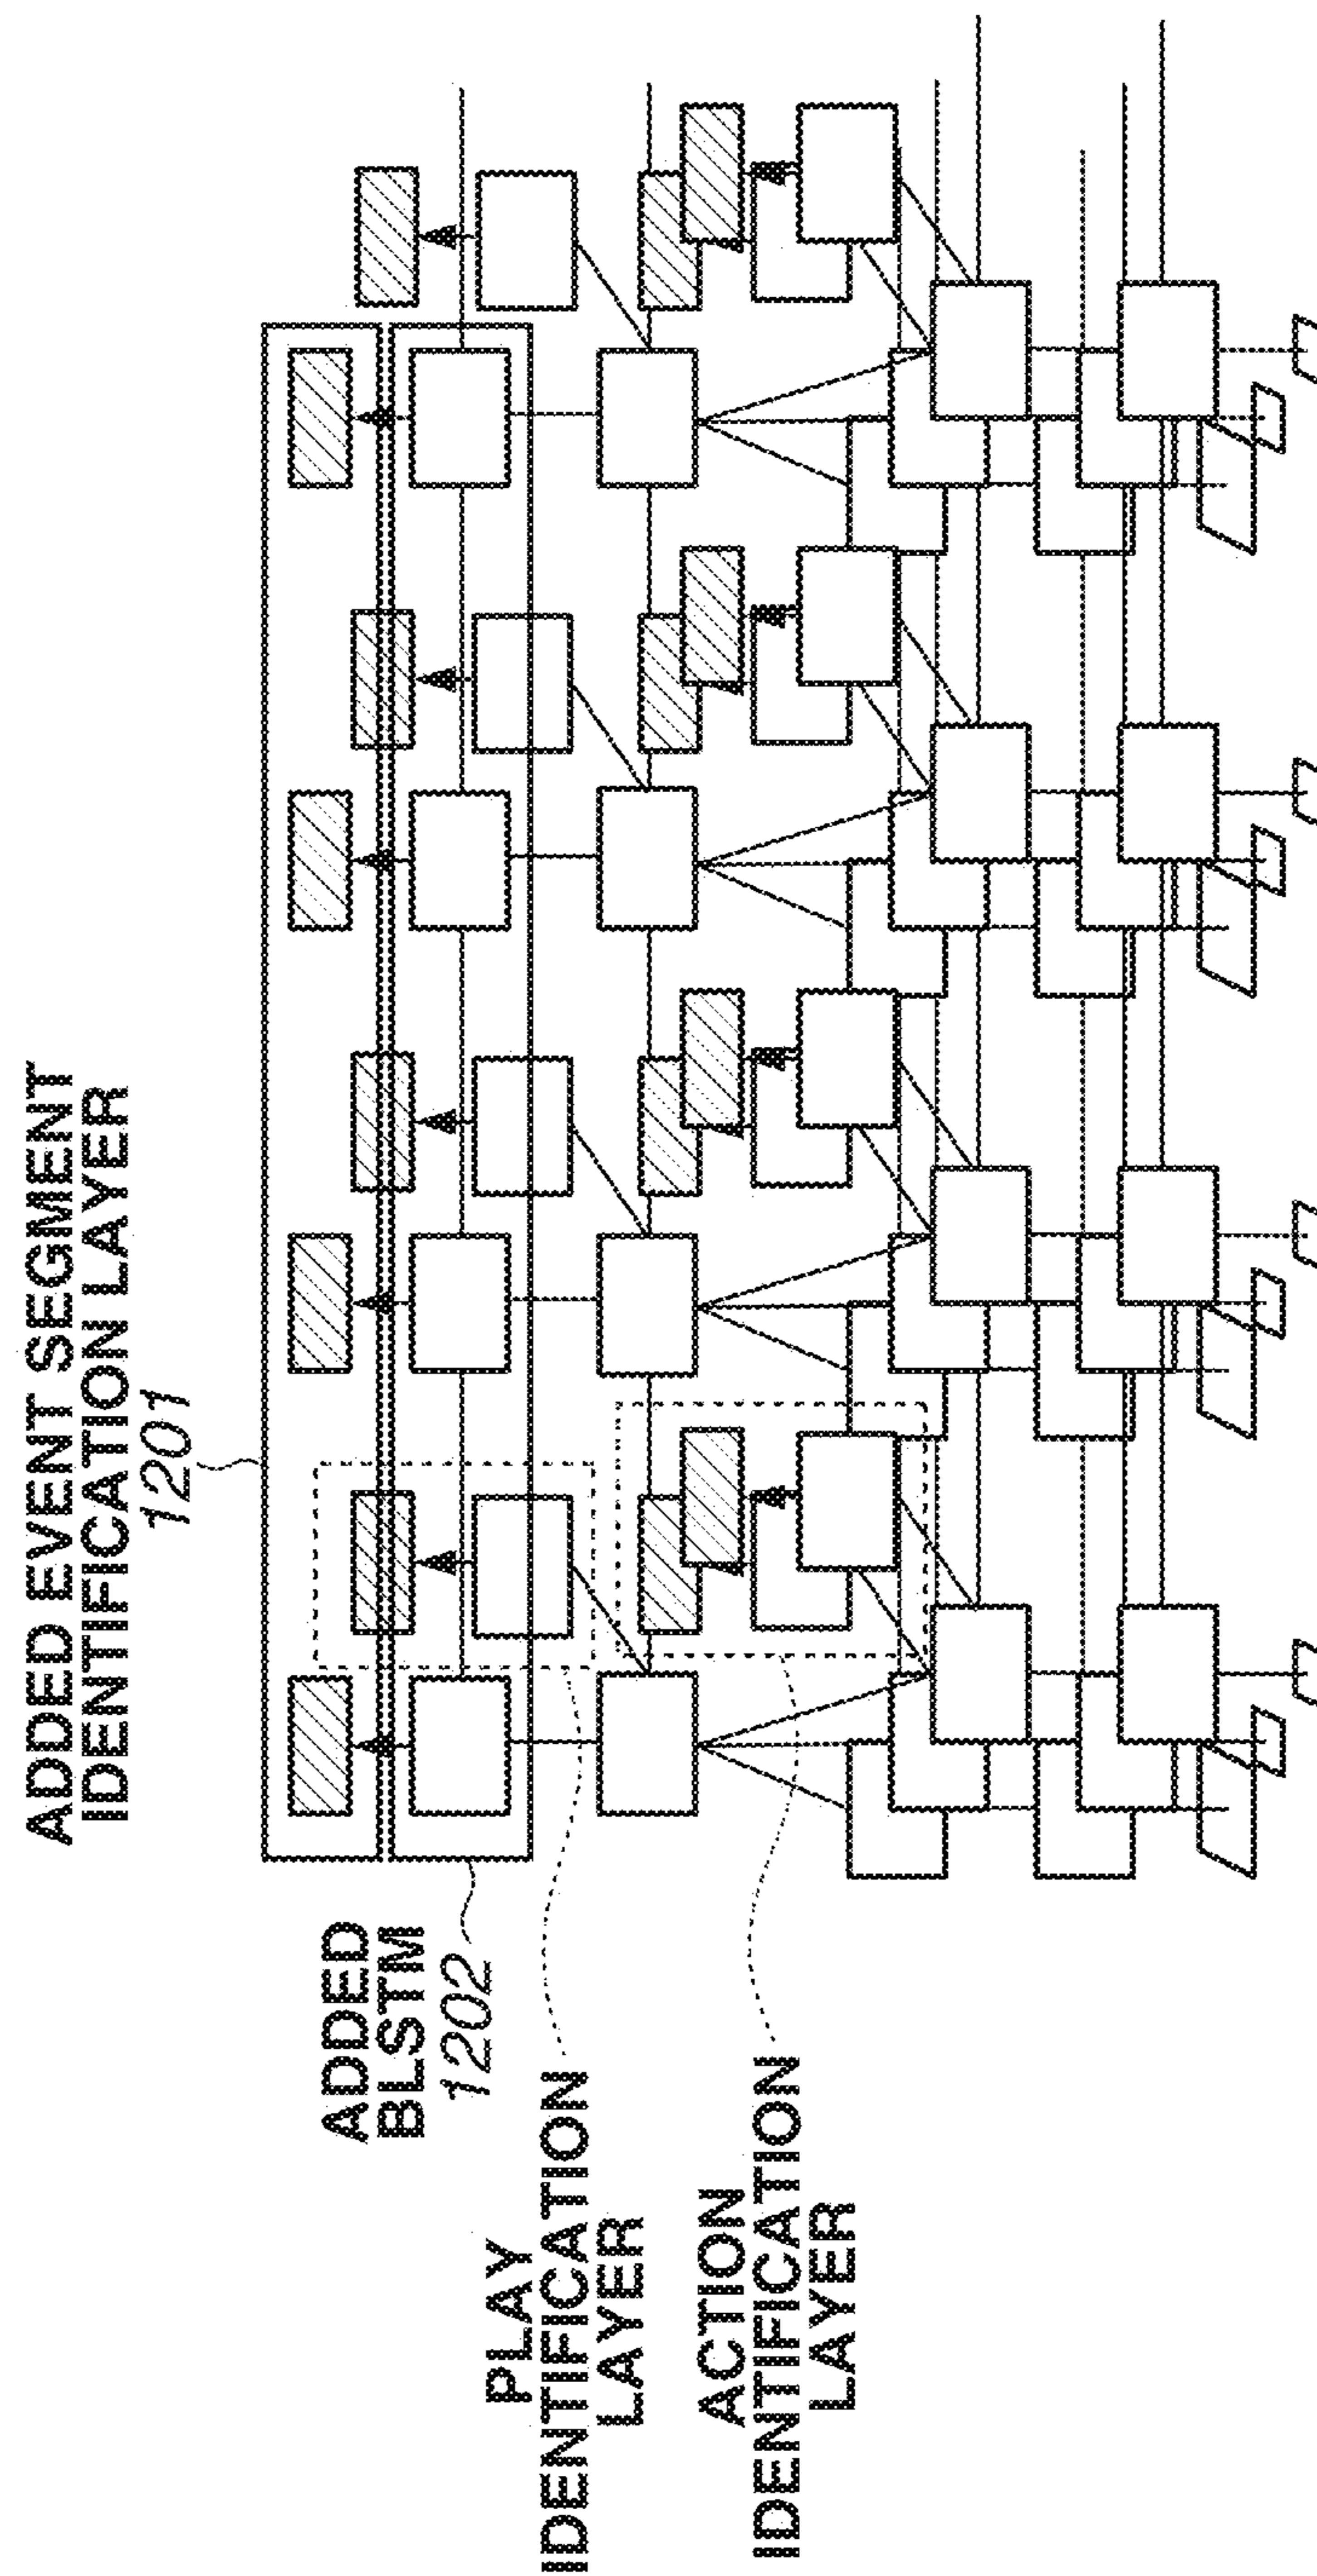 ADDED EVENT SEGMENT
IDENTIFICATION LAYER
1201
ADDED
BLSTM
1202
PLAY
IDENTIFICATION
LAYER
ACTION
IDENTIFICATION
LAYER